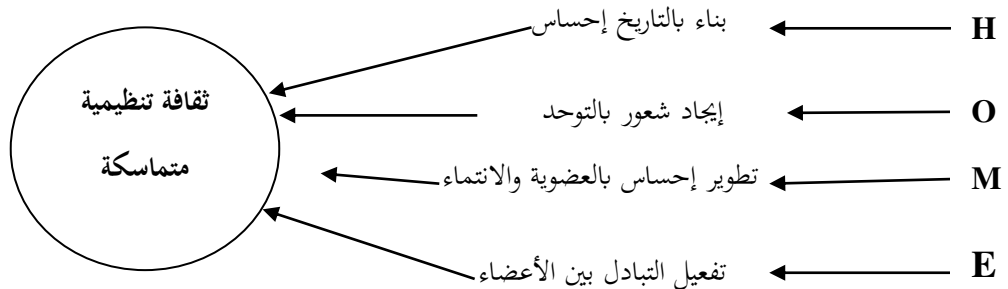 H
بناء بالتاريخ إحساس
O
إيجاد شعور بالتوحد
M
تطوير إحساس بالعضوية والانتماء
E
تفعيل التبادل بين الأعضاء
ثقافة تنظيمية
متماسكة